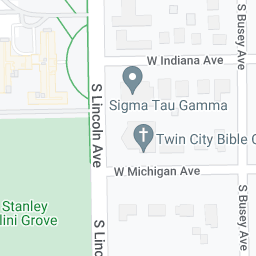 S Busey Ave
W Indiana Ave
Sigma Tau Gamma
S Lincoln Ave
Twin City Bible C
W Michigan Ave
Stanley
lini Grove
S Linc
S Busey Ave